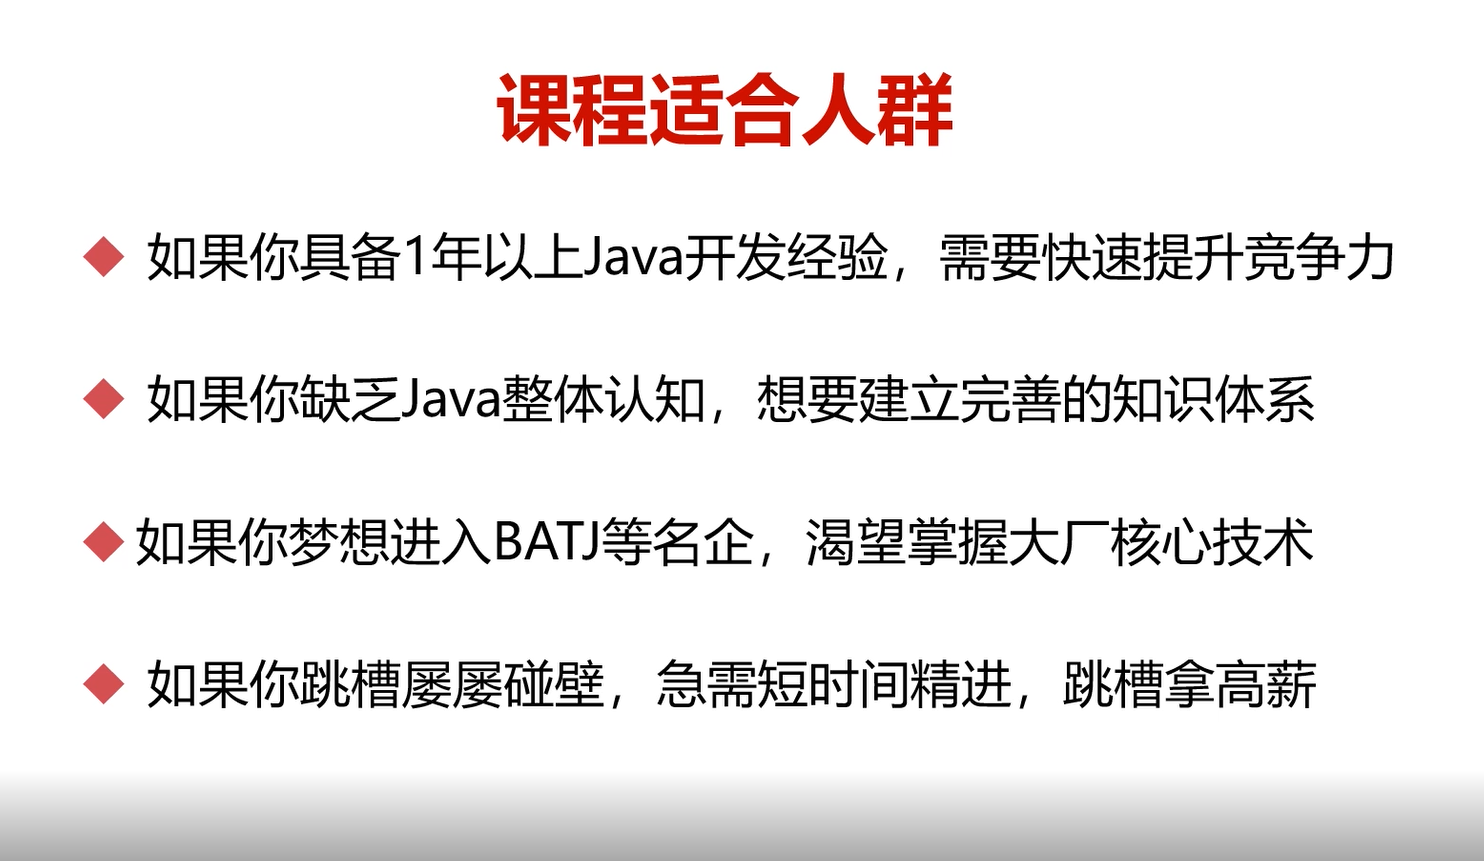 课程适合人群
如果你具备1年以上Java开发经验，需要快速提升竞争力
如果你缺乏Java整体认知，想要建立完善的知识体系
如果你梦想进入BATJ等名企，渴望掌握大厂核心技术
如果你跳槽屡屡碰壁，急需短时间精进，跳槽拿高薪